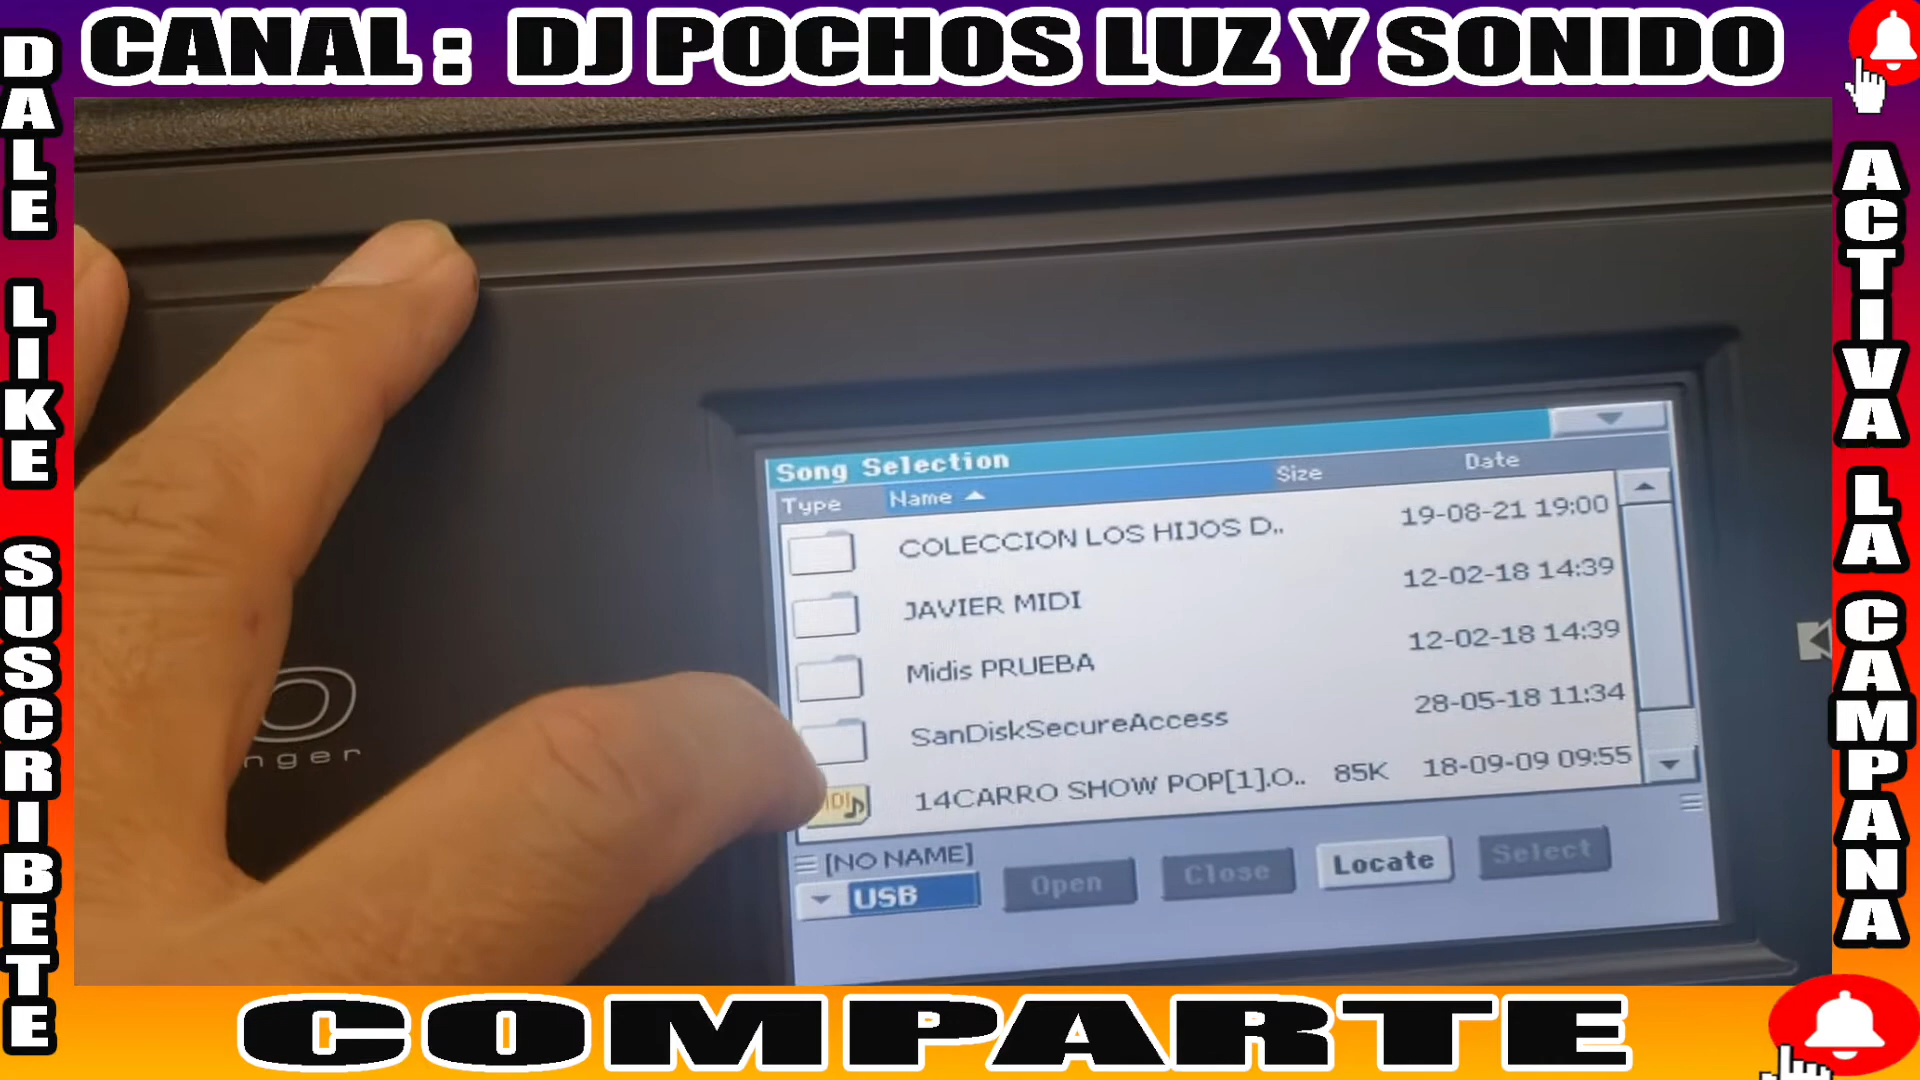 CANAL : DJ POCHOS LUZ Y SONIDO
DALE LIKE SUSCRIBETE
Song Selection
Type Name Size Date
COLECCION LOS HIJOS D.. 19-08-21 19:00
JAVIER MIDI 12-02-18 14:39
Midis PRUEBA 12-02-18 14:39
SanDiskSecureAccess 28-05-18 11:34
14CARRO SHOW POP[1].O.. 85K 18-09-09 09:55
[NO NAME]
USB Open Close Locate Select
ACTIVA LA CAMPANA
COMPARTE